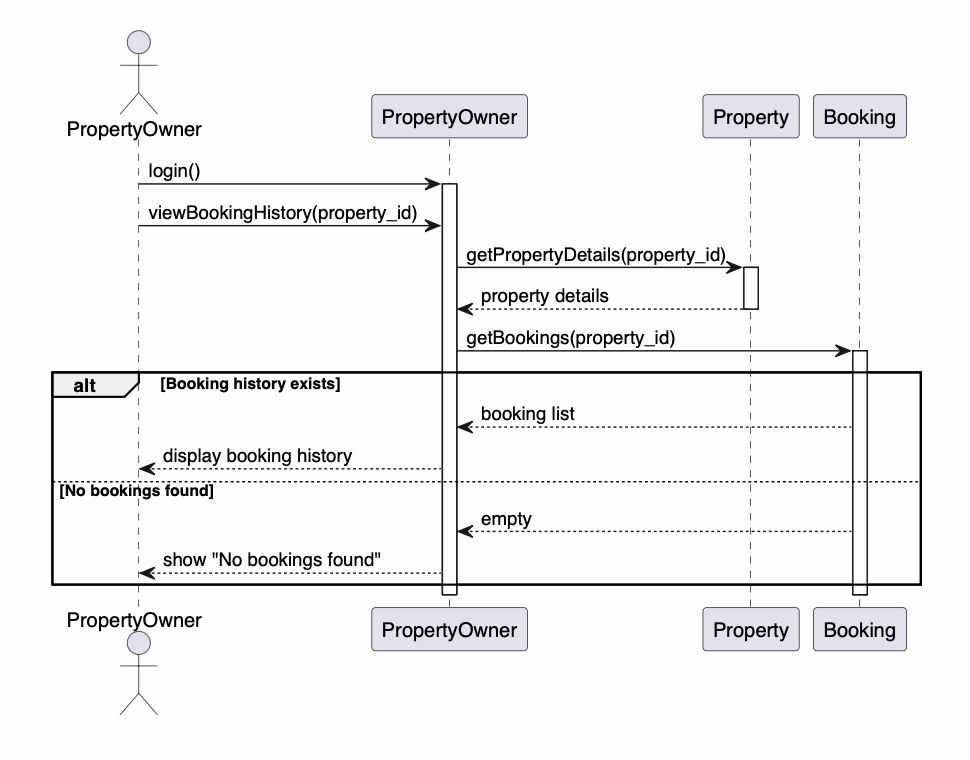 PropertyOwner
PropertyOwner
Property
Booking
login()
viewBookingHistory(property_id)
getPropertyDetails(property_id)
property details
getBookings(property_id)
alt
[Booking history exists]
booking list
display booking history
[No bookings found]
empty
show "No bookings found"
PropertyOwner
PropertyOwner
Property
Booking